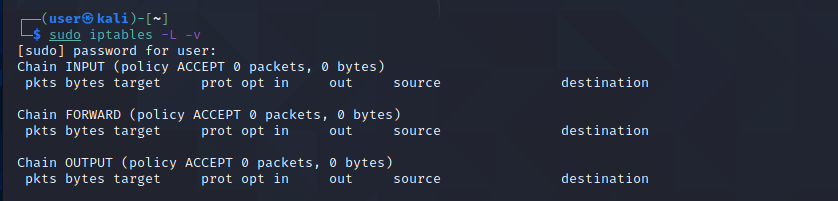 ┌──(user㉿kali)-[~]
└─$ sudo iptables -L -v
[sudo] password for user:
Chain INPUT (policy ACCEPT 0 packets, 0 bytes)
 pkts bytes target     prot opt in     out     source               destination

Chain FORWARD (policy ACCEPT 0 packets, 0 bytes)
 pkts bytes target     prot opt in     out     source               destination

Chain OUTPUT (policy ACCEPT 0 packets, 0 bytes)
 pkts bytes target     prot opt in     out     source               destination